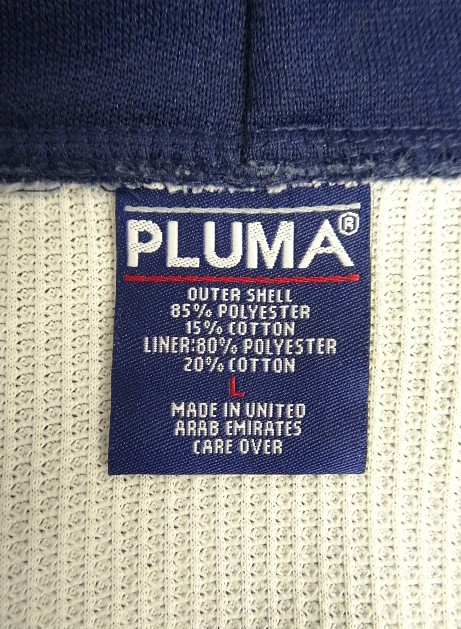 PLUMA®
OUTER SHELL
85% POLYESTER
15% COTTON
LINER:80% POLYESTER
20% COTTON
L
MADE IN UNITED
ARAB EMIRATES
CARE OVER